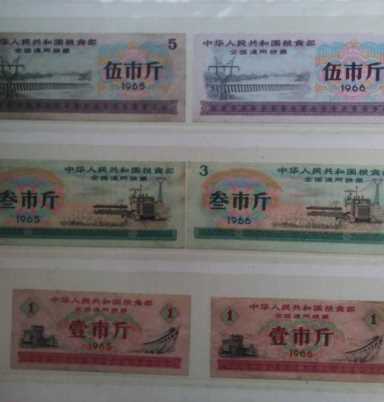 中华人民共和国粮食部
全国通用粮票
5
伍市斤
1965
中华人民共和国粮食部
全国通用粮票
伍市斤
1966
中华人民共和国粮食部
全国通用粮票
叁市斤
1965
3
中华人民共和国粮食
全国通用粮票
叁市斤
1966
1
中华人民共和国粮食部
全国通用粮票
1
壹市斤
1965
1
中华人民共和国粮食部
全国通用粮票
1
壹市斤
1966